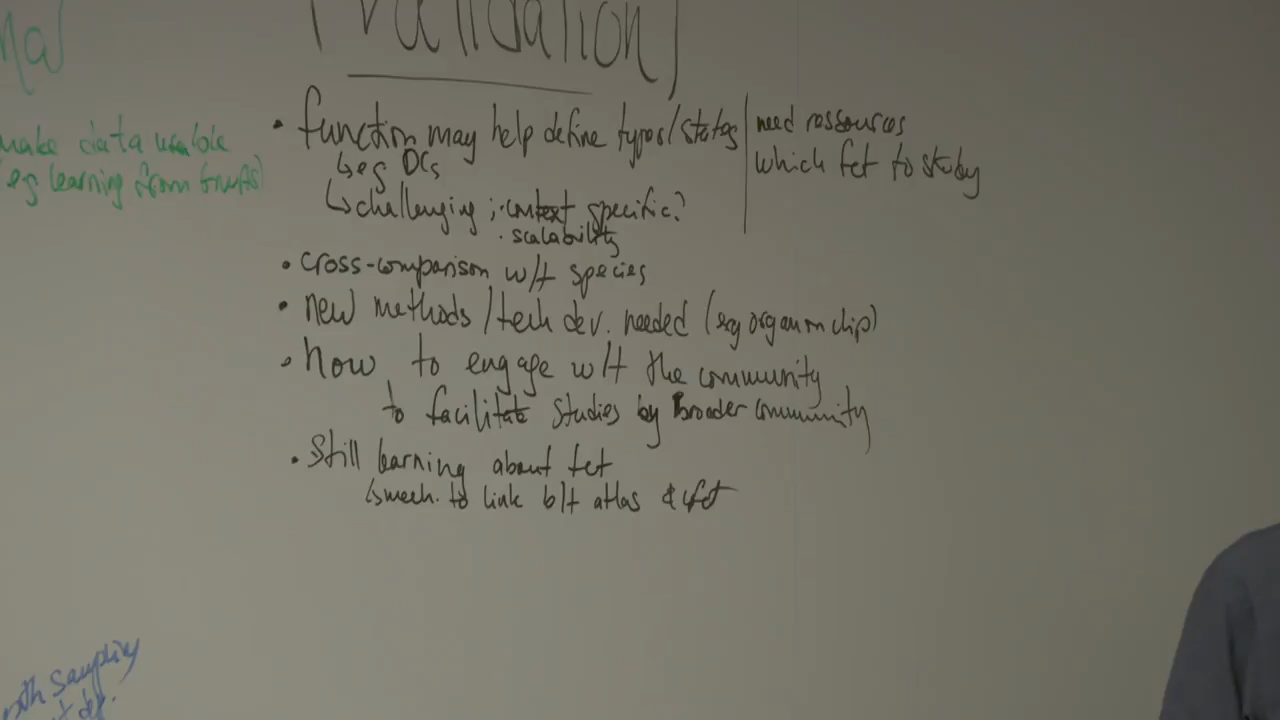 (validation)
make data usable
eg learning from
• function may help define types/states
↳ eg DCs
↳ challenging ; • context specific?
• scalability
need ressources
which fct to study
• cross-comparison w/t species
• new methods / tech dev. needed (eg organ on chip)
• How to engage w/t the community
to facilitate studies by broader community
• Still learning about fct
↳ mech. to link b/t atlas & fct
sampling